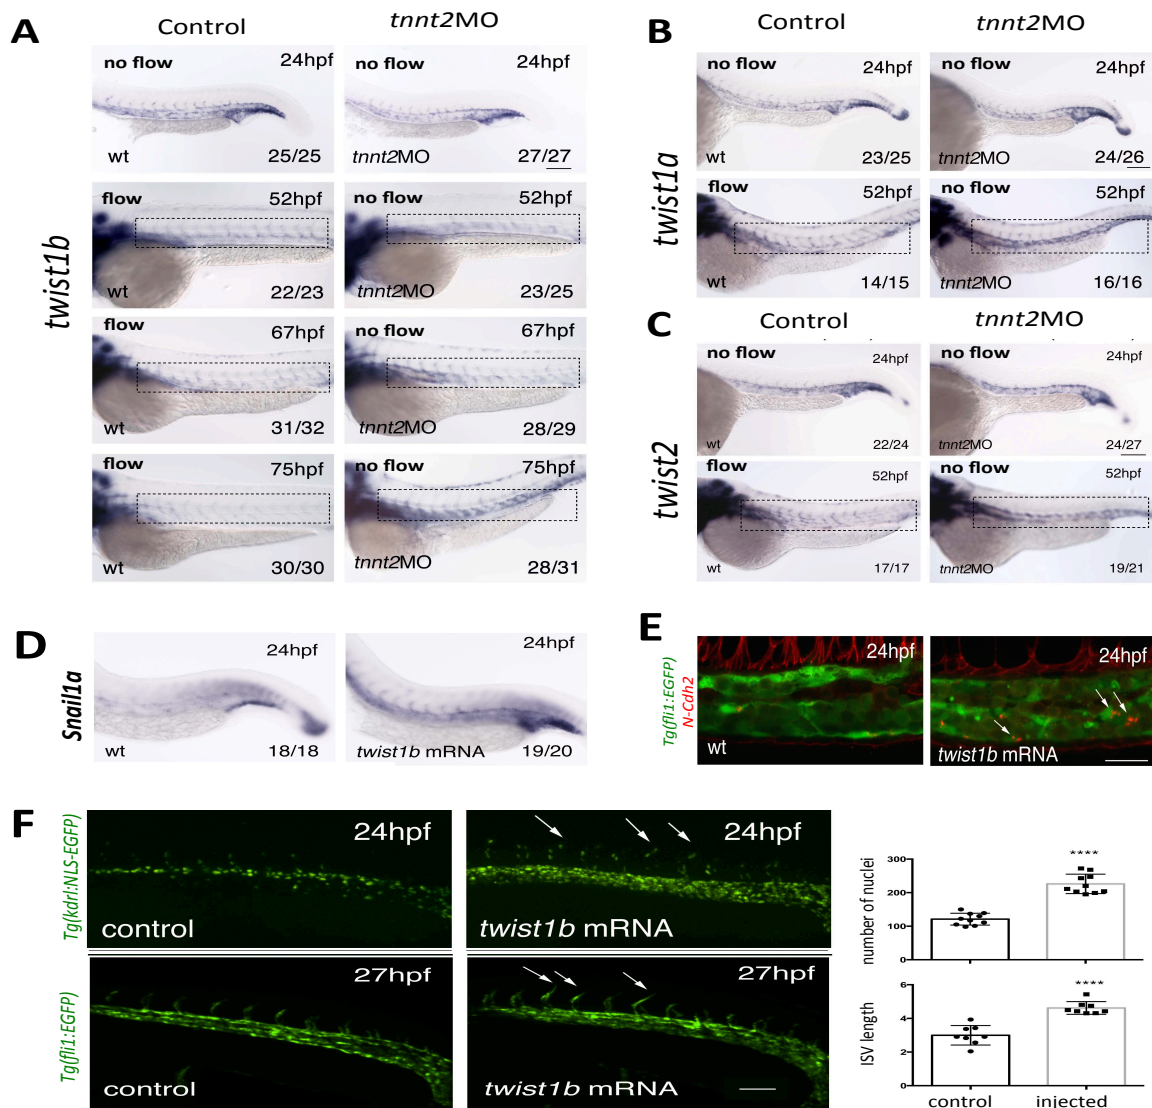 A
Control
tnnt2MO
twist1b
no flow
24hpf
wt
25/25
no flow
24hpf
tnnt2MO
27/27
flow
52hpf
wt
22/23
no flow
52hpf
tnnt2MO
23/25
flow
67hpf
wt
31/32
no flow
67hpf
tnnt2MO
28/29
flow
75hpf
wt
30/30
no flow
75hpf
tnnt2MO
28/31
B
Control
tnnt2MO
twist1a
no flow
24hpf
wt
23/25
no flow
24hpf
tnnt2MO
24/26
flow
52hpf
wt
14/15
no flow
52hpf
tnnt2MO
16/16
C
Control
tnnt2MO
twist2
no flow
24hpf
wt
22/24
no flow
24hpf
tnnt2MO
24/27
flow
52hpf
wt
17/17
no flow
52hpf
tnnt2MO
19/21
D
Snail1a
24hpf
wt
18/18
24hpf
twist1b mRNA
19/20
E
Tg(fli1:EGFP)
N-Cdh2
24hpf
wt
24hpf
twist1b mRNA
F
Tg(kdrl:NLS-EGFP)
24hpf
control
24hpf
twist1b mRNA
Tg(fli1:EGFP)
27hpf
control
27hpf
twist1b mRNA
number of nuclei
300
200
100
0
****
ISV length
6
4
2
0
****
control
injected